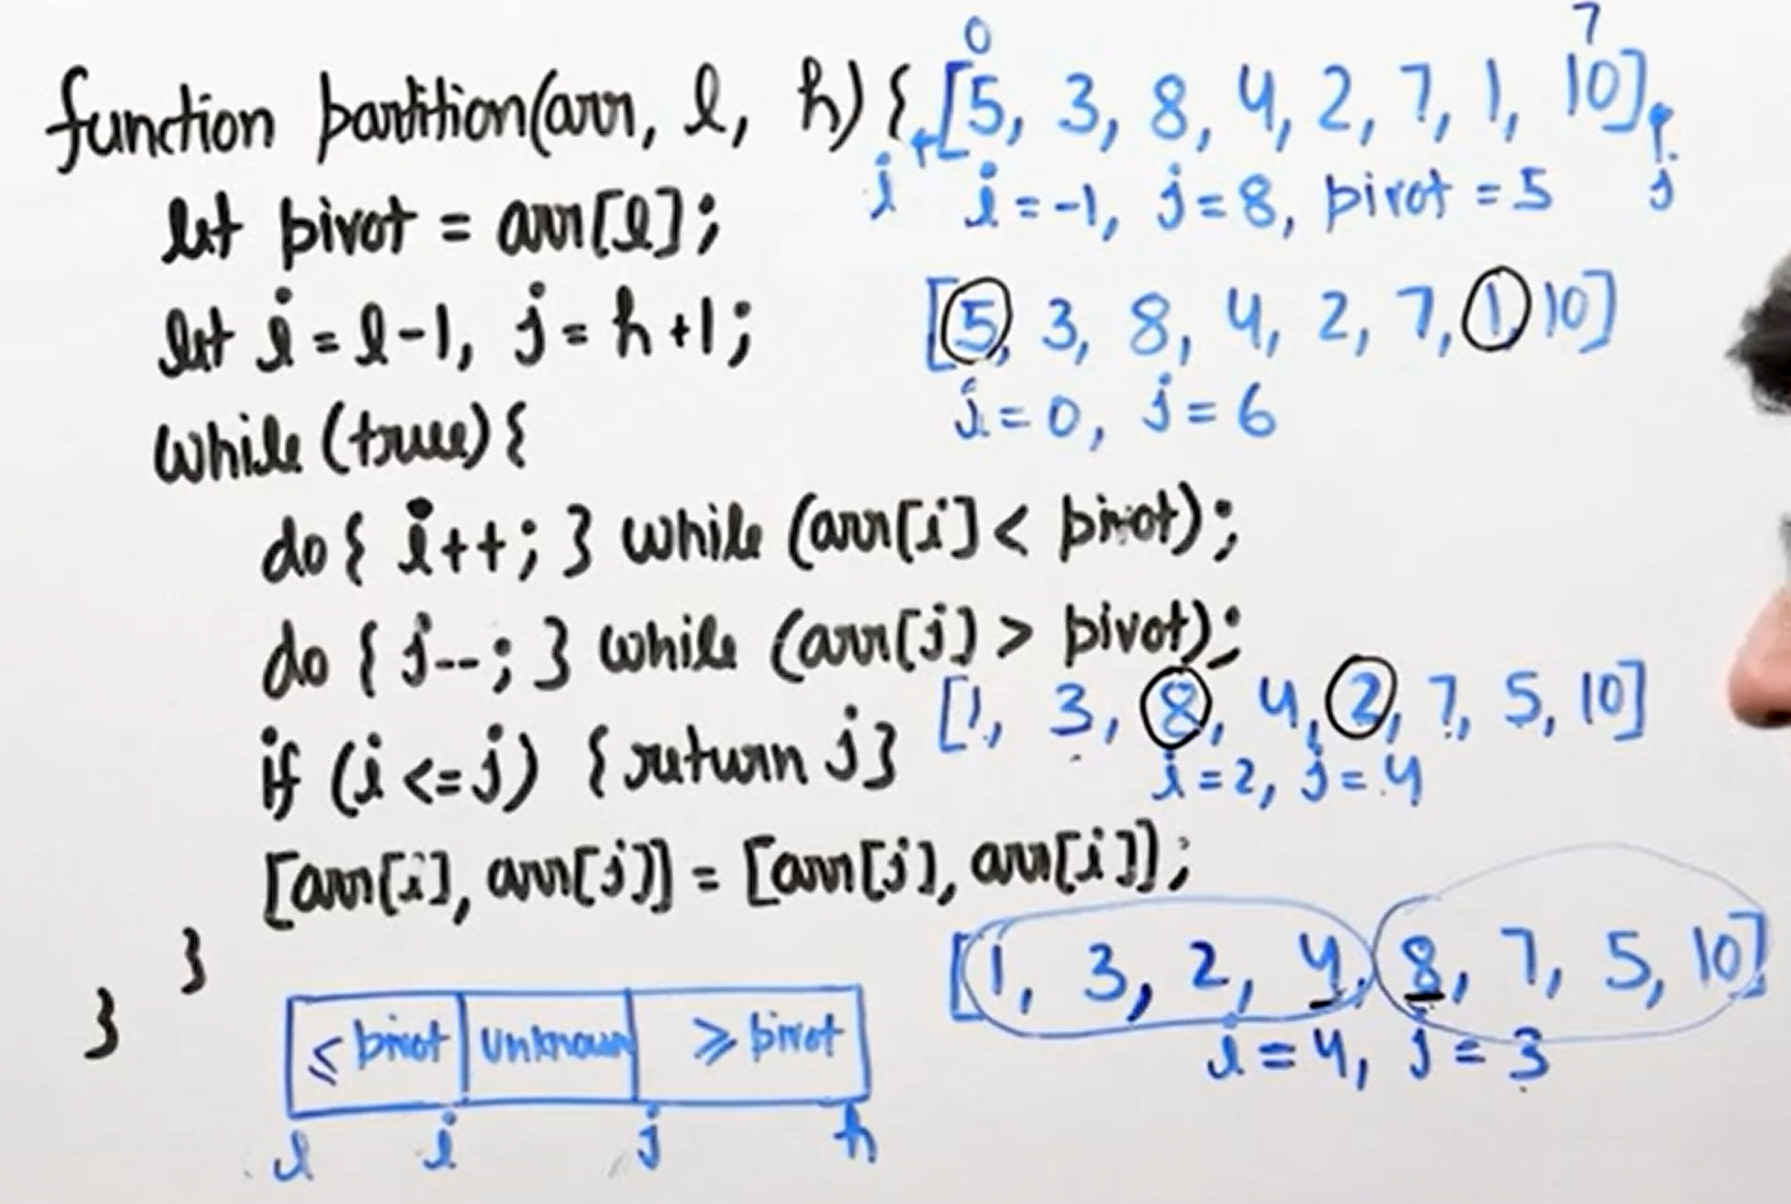 function partition(arr, l, h) {
let pivot = arr[l];
let i = l-1, j = h+1;
while (true) {
do { i++; } while (arr[i] < pivot);
do { j--; } while (arr[j] > pivot);
if (i <= j) { return j }
[arr[i], arr[j]] = [arr[j], arr[i]];
}
}
≤ pivot unknown ≥ pivot
l i j h
0 7
[5, 3, 8, 4, 2, 7, 1, 10]
i i = -1, j = 8, pivot = 5 j
[5, 3, 8, 4, 2, 7, 1, 10]
i = 0, j = 6
[1, 3, 8, 4, 2, 7, 5, 10]
i = 2, j = 4
[1, 3, 2, 4, 8, 7, 5, 10]
i = 4, j = 3